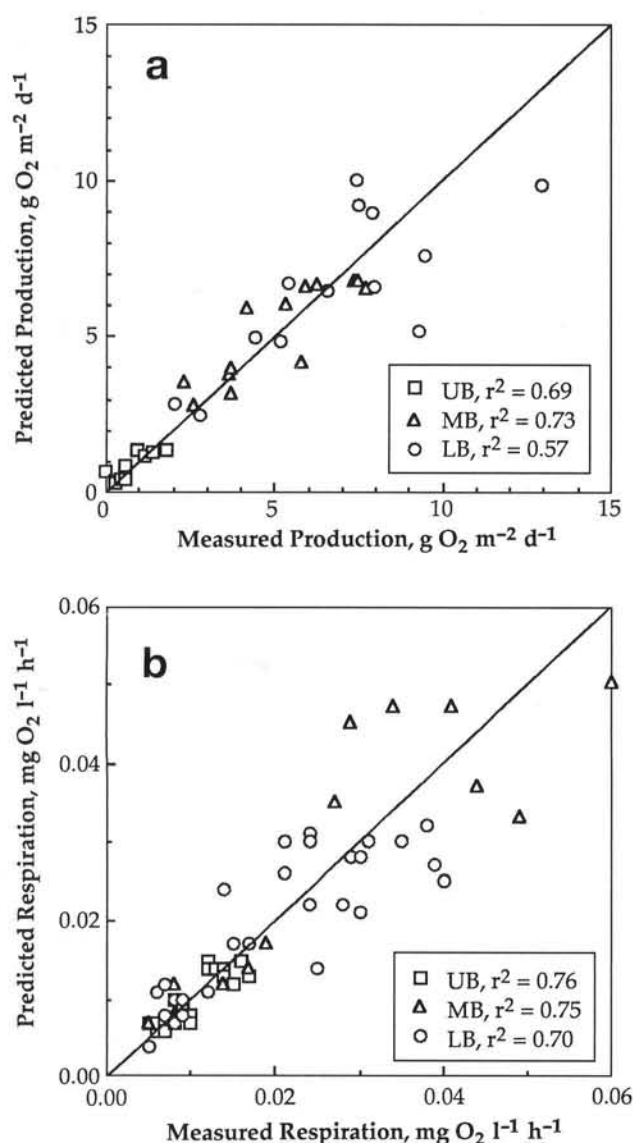 15
a
10
5
0
0
5
10
15
Predicted Production, g O₂ m⁻² d⁻¹
UB, r² = 0.69
MB, r² = 0.73
LB, r² = 0.57
Measured Production, g O₂ m⁻² d⁻¹
0.06
b
0.04
0.02
0.00
0.00
0.02
0.04
0.06
Predicted Respiration, mg O₂ l⁻¹ h⁻¹
UB, r² = 0.76
MB, r² = 0.75
LB, r² = 0.70
Measured Respiration, mg O₂ l⁻¹ h⁻¹